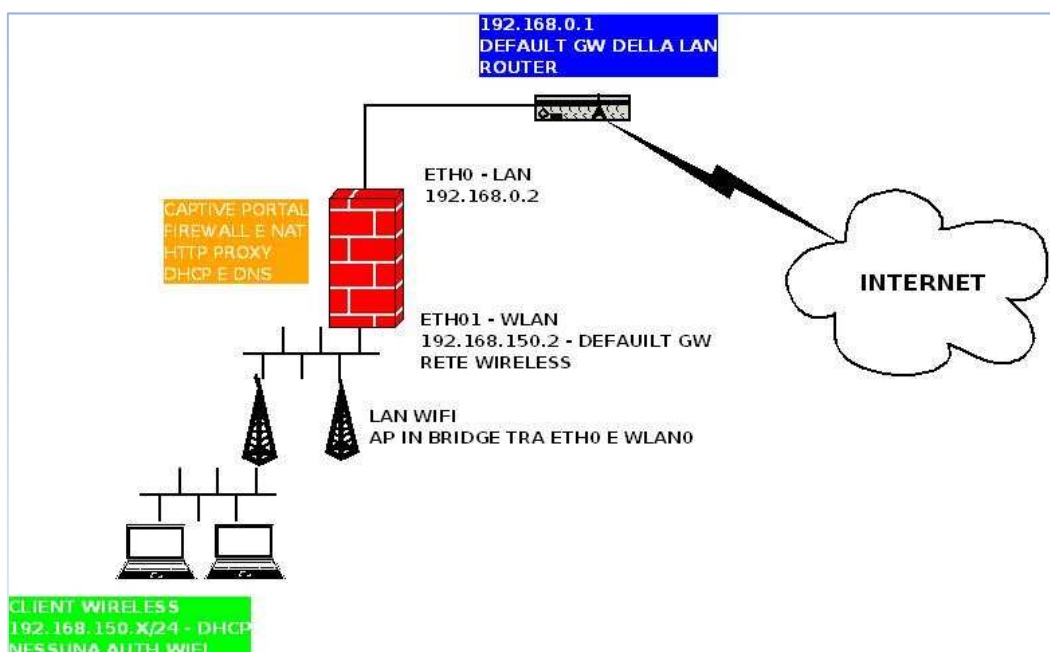 192.168.0.1
DEFAULT GW DELLA LAN
ROUTER
ETH0 - LAN
192.168.0.2
CAPTIVE PORTAL
FIREWALL E NAT
HTTP PROXY
DHCP E DNS
INTERNET
ETH01 - WLAN
192.168.150.2 - DEFAUILT GW
RETE WIRELESS
LAN WIFI
AP IN BRIDGE TRA ETH0 E WLAN0
CLIENT WIRELESS
192.168.150.X/24 - DHCP
NESSUNA AUTH WIFI